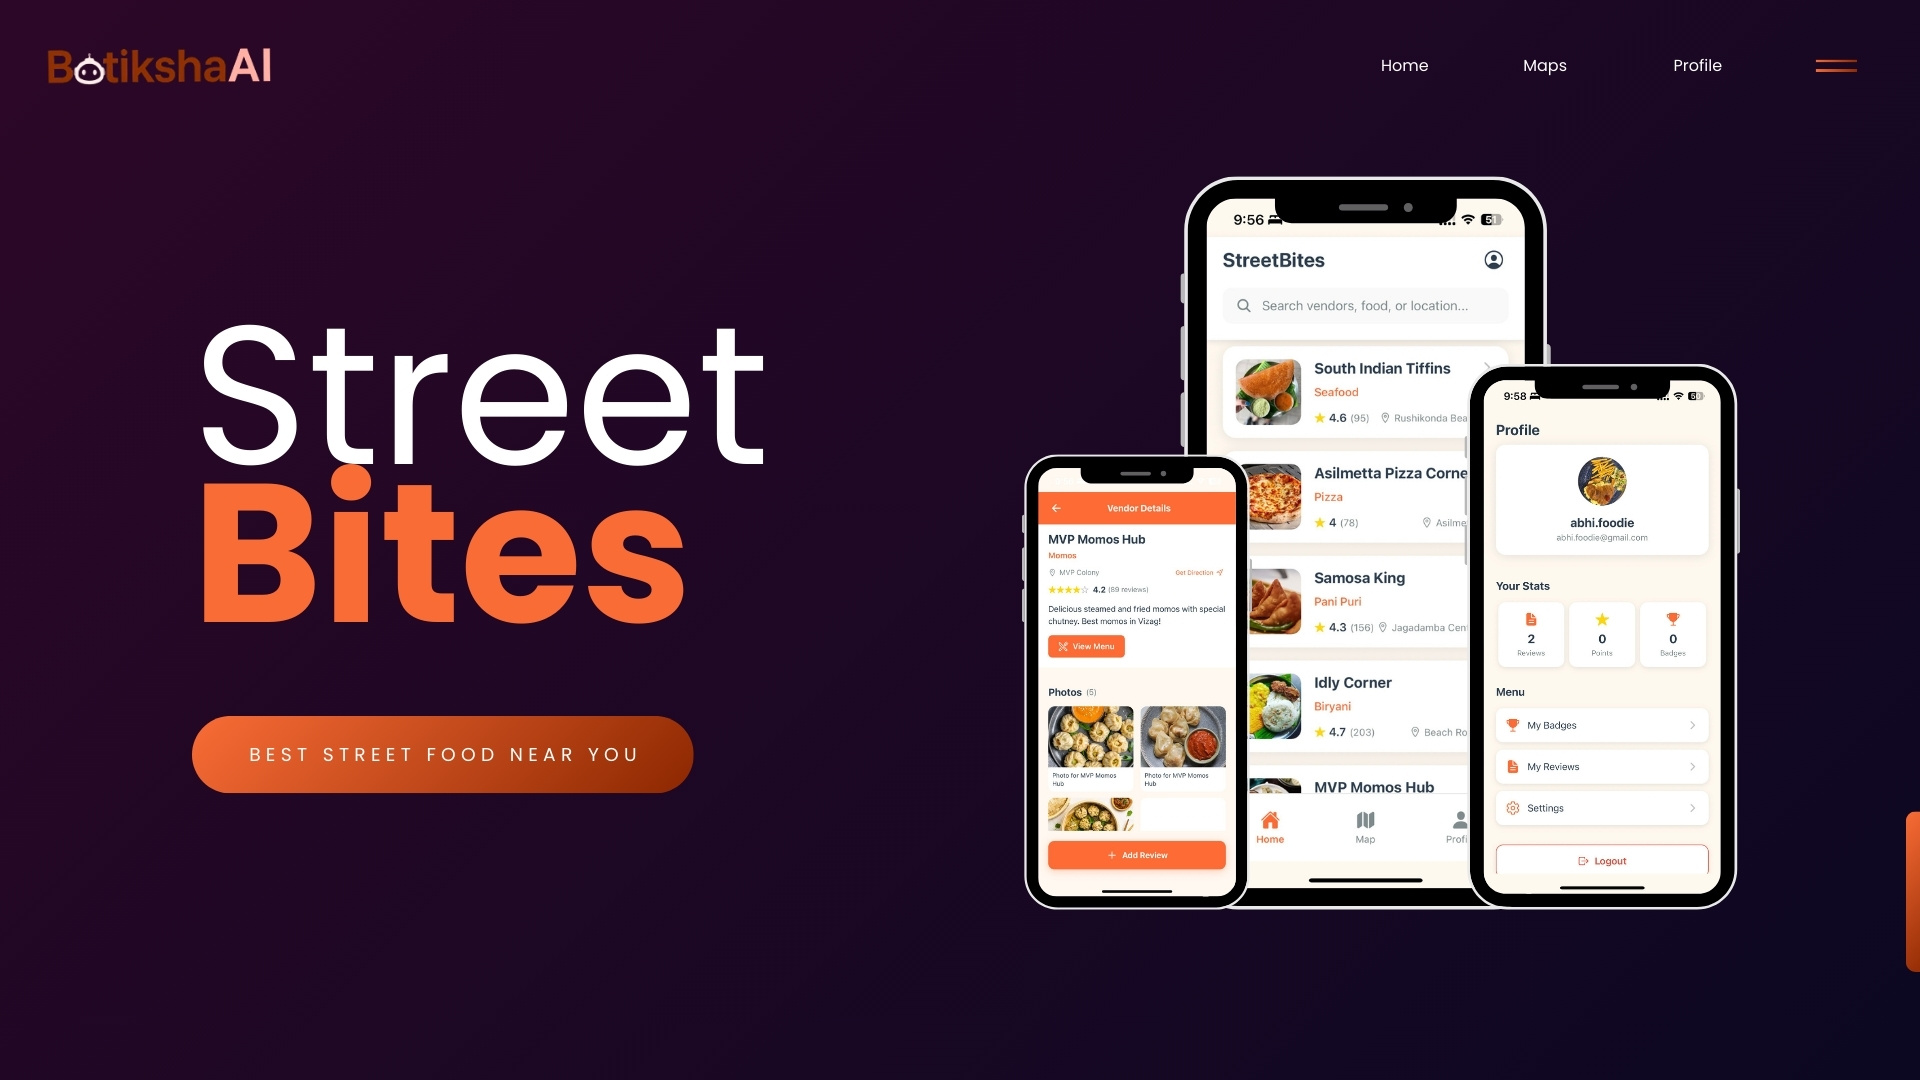 BotikshaAI
Home
Maps
Profile
Street
Bites
BEST STREET FOOD NEAR YOU
9:56
StreetBites
Search vendors, food, or location...
South Indian Tiffins
Seafood
4.6 (95)
Rushikonda Bea
Asilmetta Pizza Corne
Pizza
4 (78)
Asilme
Samosa King
Pani Puri
4.3 (156)
Jagadamba Cen
Idly Corner
Biryani
4.7 (203)
Beach Ro
MVP Momos Hub
Home
Map
Profi
Vendor Details
MVP Momos Hub
Momos
MVP Colony
Get Direction
4.2 (89 reviews)
Delicious steamed and fried momos with special
chutney. Best momos in Vizag!
View Menu
Photos (5)
Photo for MVP Momos
Hub
Photo for MVP Momos
Hub
Add Review
9:58
Profile
abhi.foodie
abhi.foodie@gmail.com
Your Stats
2
Reviews
0
Points
0
Badges
Menu
My Badges
My Reviews
Settings
Logout